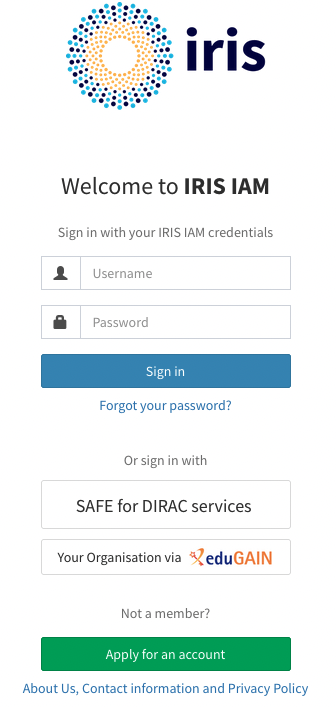 iris
Welcome to IRIS IAM
Sign in with your IRIS IAM credentials
Username
Password
Sign in
Forgot your password?
Or sign in with
SAFE for DIRAC services
Your Organisation via eduGAIN
Not a member?
Apply for an account
About Us, Contact information and Privacy Policy